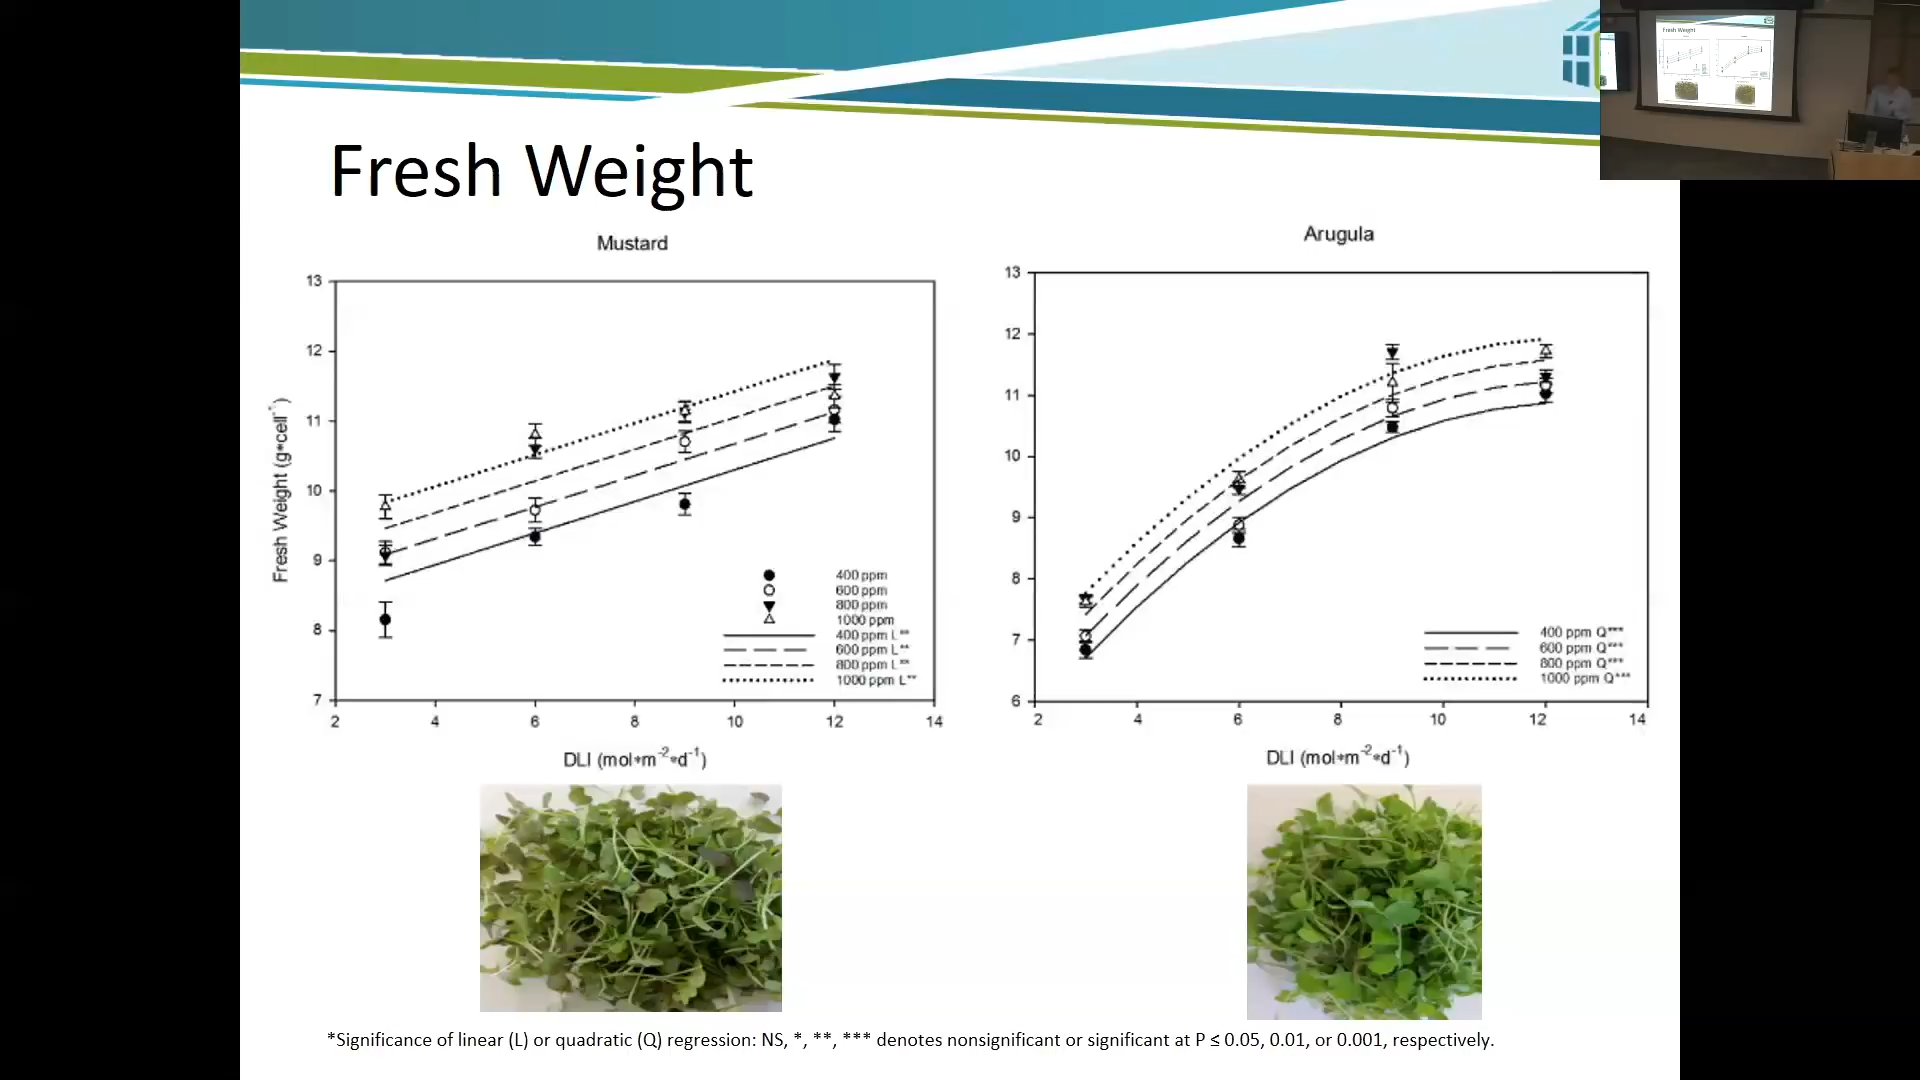 Fresh Weight
Mustard
13
12
11
10
9
8
7
Fresh Weight (g*cell⁻¹)
400 ppm
600 ppm
800 ppm
1000 ppm
400 ppm L**
600 ppm L**
800 ppm L**
1000 ppm L**
2 4 6 8 10 12 14
DLI (mol*m⁻²*d⁻¹)
Arugula
13
12
11
10
9
8
7
6
400 ppm Q***
600 ppm Q***
800 ppm Q***
1000 ppm Q***
2 4 6 8 10 12 14
DLI (mol*m⁻²*d⁻¹)
*Significance of linear (L) or quadratic (Q) regression: NS, *, **, *** denotes nonsignificant or significant at P ≤ 0.05, 0.01, or 0.001, respectively.
Fresh Weight